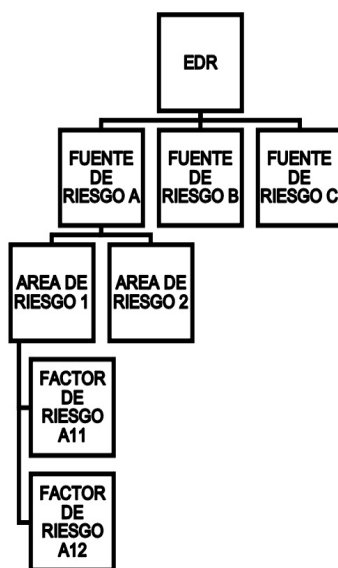 EDR
FUENTE
DE
RIESGO A
FUENTE
DE
RIESGO B
FUENTE
DE
RIESGO C
AREA DE
RIESGO 1
AREA DE
RIESGO 2
FACTOR
DE
RIESGO
A11
FACTOR
DE
RIESGO
A12